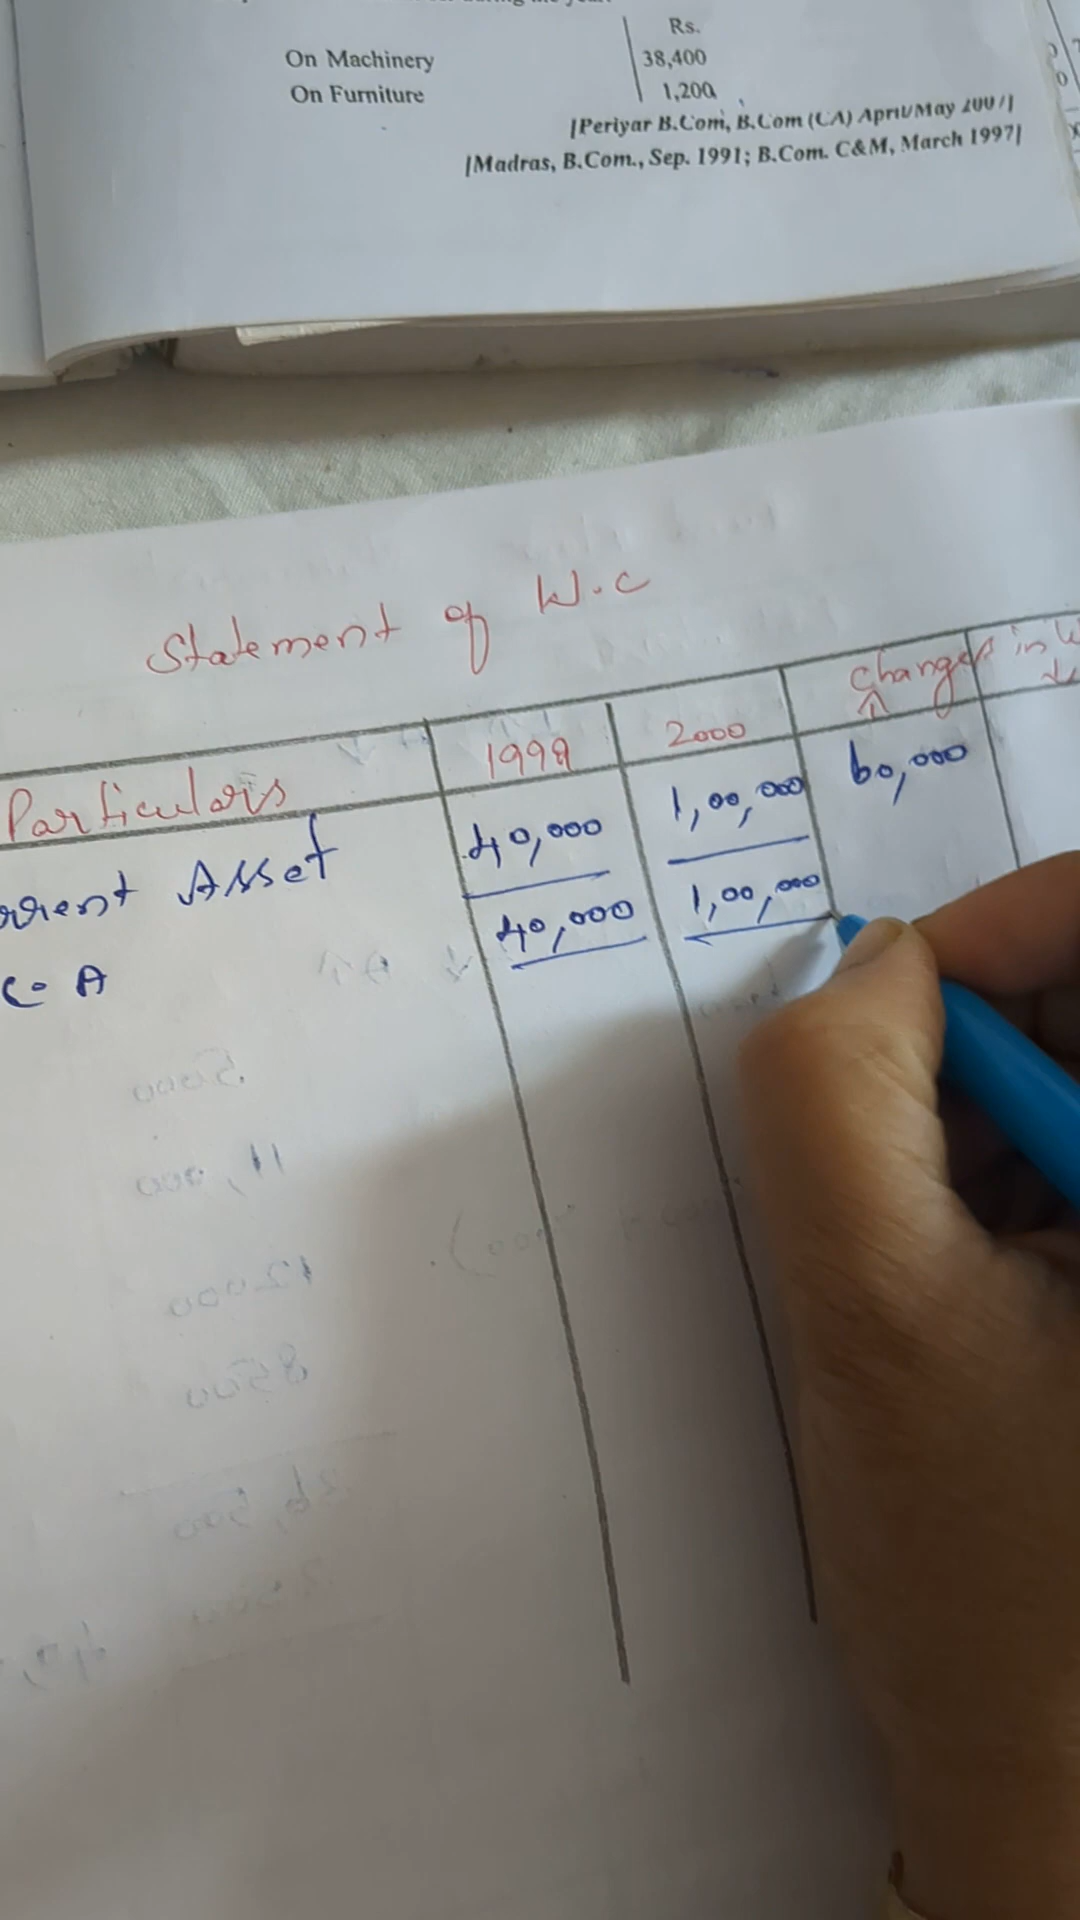 Rs.
On Machinery 38,400
On Furniture 1,200
[Periyar B.Com, B.Com (CA) April/May 2007]
[Madras, B.Com., Sep. 1991; B.Com. C&M, March 1997]
Statement of W.C
Particulars 1999 2000 Changes in
Asset 40,000 1,00,000 60,000
C. A 40,000 1,00,000